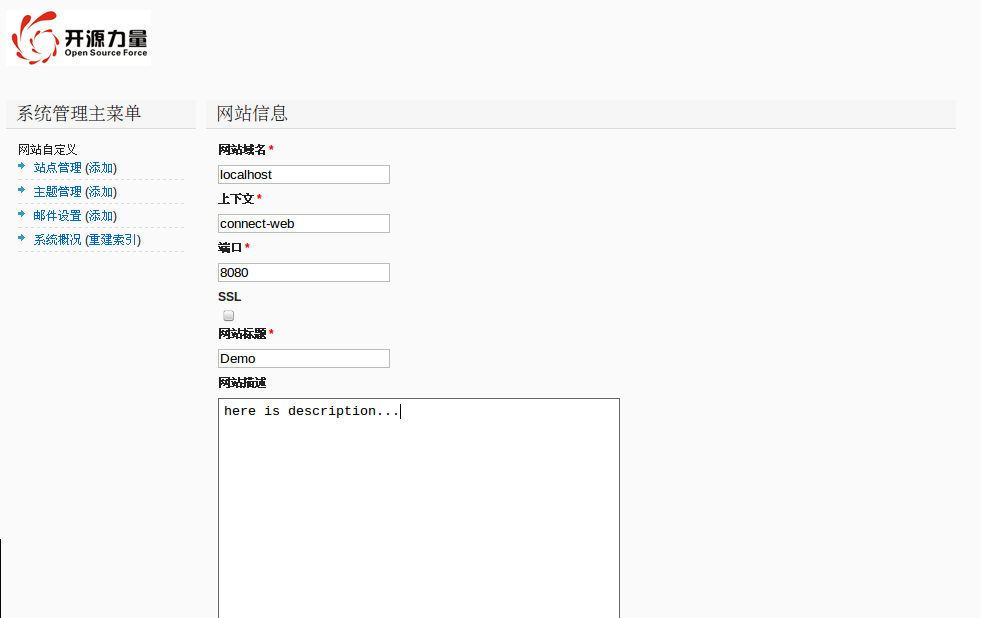 开源力量
Open Source Force
系统管理主菜单
网站自定义
站点管理 (添加)
主题管理 (添加)
邮件设置 (添加)
系统概况 (重建索引)
网站信息
网站域名 *
localhost
上下文 *
connect-web
端口 *
8080
SSL
网站标题 *
Demo
网站描述
here is description...